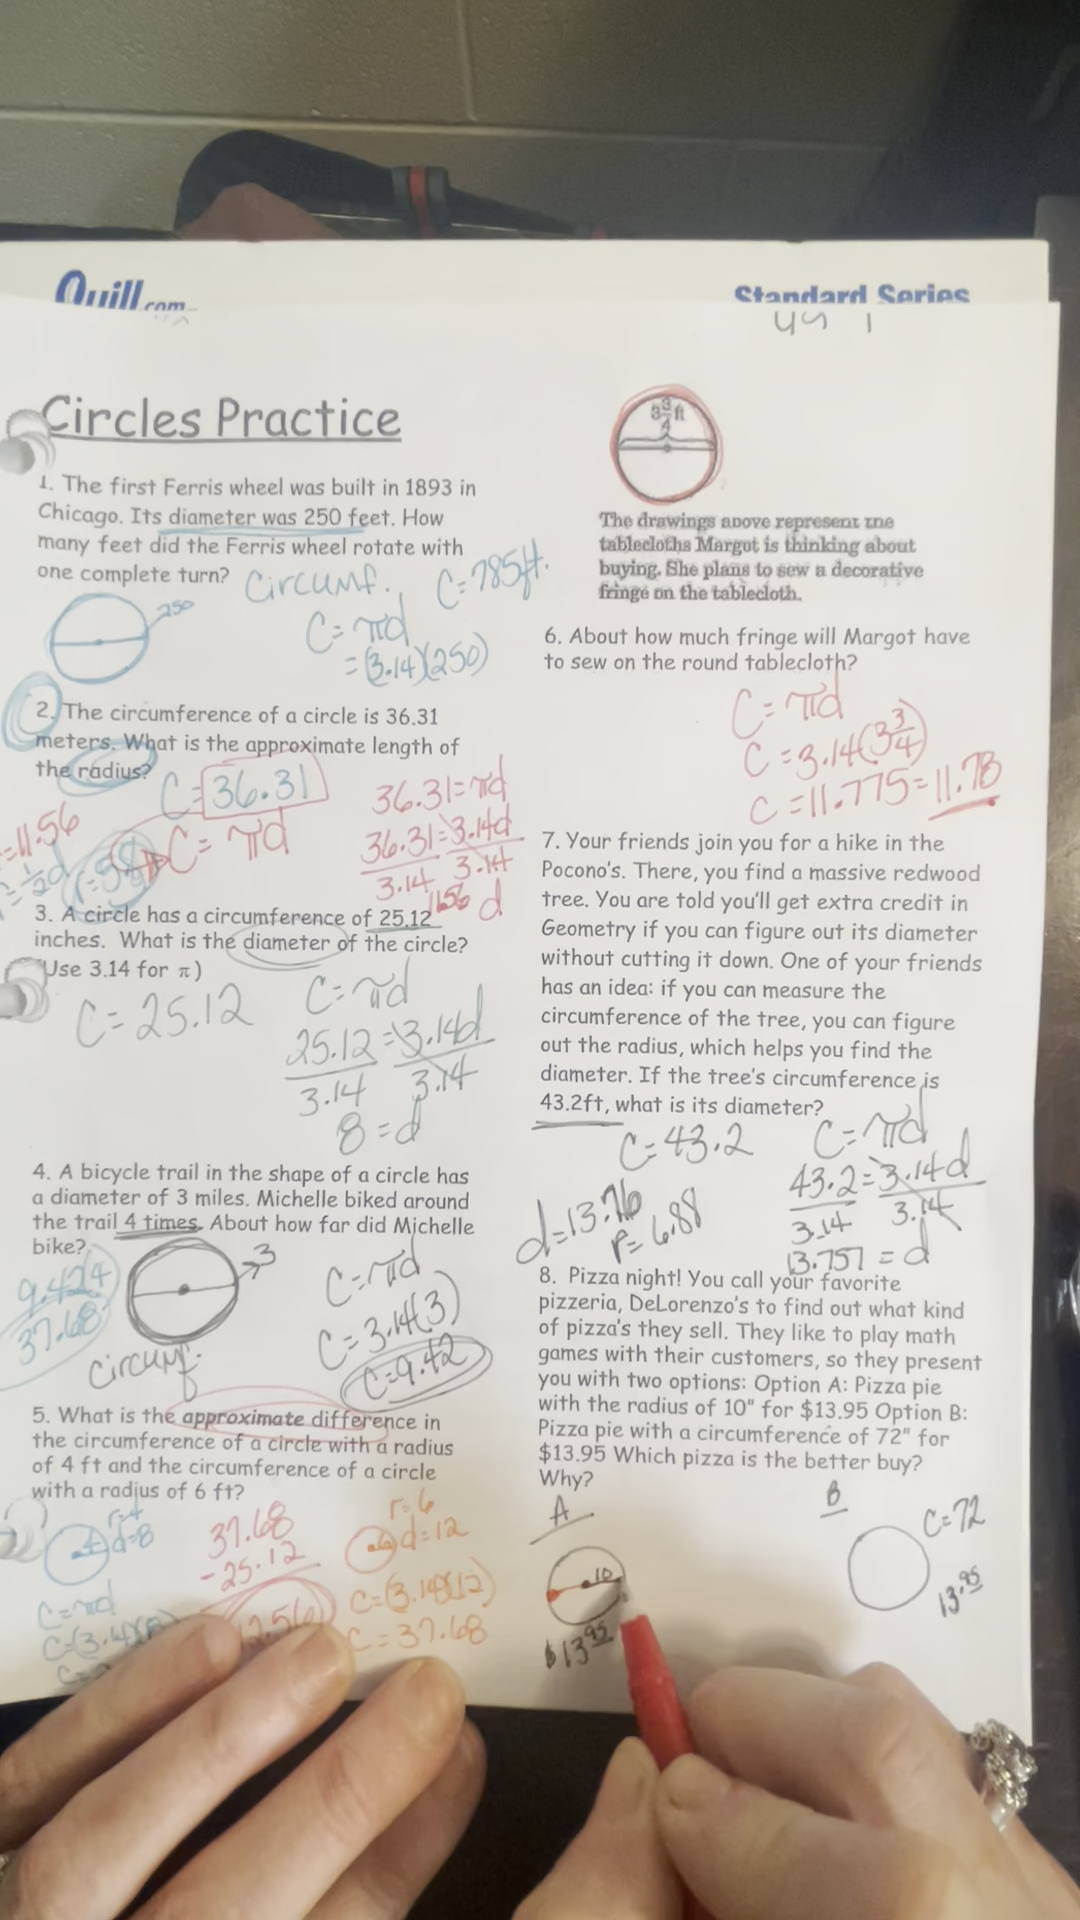 Quill.com
Standard Series
Circles Practice
1. The first Ferris wheel was built in 1893 in
Chicago. Its diameter was 250 feet. How
many feet did the Ferris wheel rotate with
one complete turn?
Circumf.
C=785ft.
250
C=πd
=(3.14)(250)
2. The circumference of a circle is 36.31
meters. What is the approximate length of
the radius?
C=36.31
C=πd
36.31=πd
36.31=3.14d
3.14 3.14
11.56 d
=11.56
3. A circle has a circumference of 25.12
inches. What is the diameter of the circle?
Use 3.14 for π)
C=25.12
C=πd
25.12=3.14d
3.14 3.14
8=d
4. A bicycle trail in the shape of a circle has
a diameter of 3 miles. Michelle biked around
the trail 4 times. About how far did Michelle
bike?
3
9.42
37.68
circumf.
C=πd
C=3.14(3)
C=9.42
5. What is the approximate difference in
the circumference of a circle with a radius
of 4 ft and the circumference of a circle
with a radius of 6 ft?
r=4
d=8
C=πd
37.68
-25.12
r=6
d=12
C=(3.14)(12)
C=37.68
3 3/4 ft
The drawings above represent the
tablecloths Margot is thinking about
buying. She plans to sew a decorative
fringe on the tablecloth.
6. About how much fringe will Margot have
to sew on the round tablecloth?
C=πd
C=3.14(3 3/4)
C=11.775=11.78
7. Your friends join you for a hike in the
Pocono's. There, you find a massive redwood
tree. You are told you'll get extra credit in
Geometry if you can figure out its diameter
without cutting it down. One of your friends
has an idea: if you can measure the
circumference of the tree, you can figure
out the radius, which helps you find the
diameter. If the tree's circumference is
43.2ft, what is its diameter?
C=43.2
C=πd
43.2=3.14d
3.14 3.14
13.757=d
d=13.76
r=6.88
8. Pizza night! You call your favorite
pizzeria, DeLorenzo's to find out what kind
of pizza's they sell. They like to play math
games with their customers, so they present
you with two options: Option A: Pizza pie
with the radius of 10" for $13.95 Option B:
Pizza pie with a circumference of 72" for
$13.95 Which pizza is the better buy?
Why?
A
10
$13.95
B
C=72
13.95